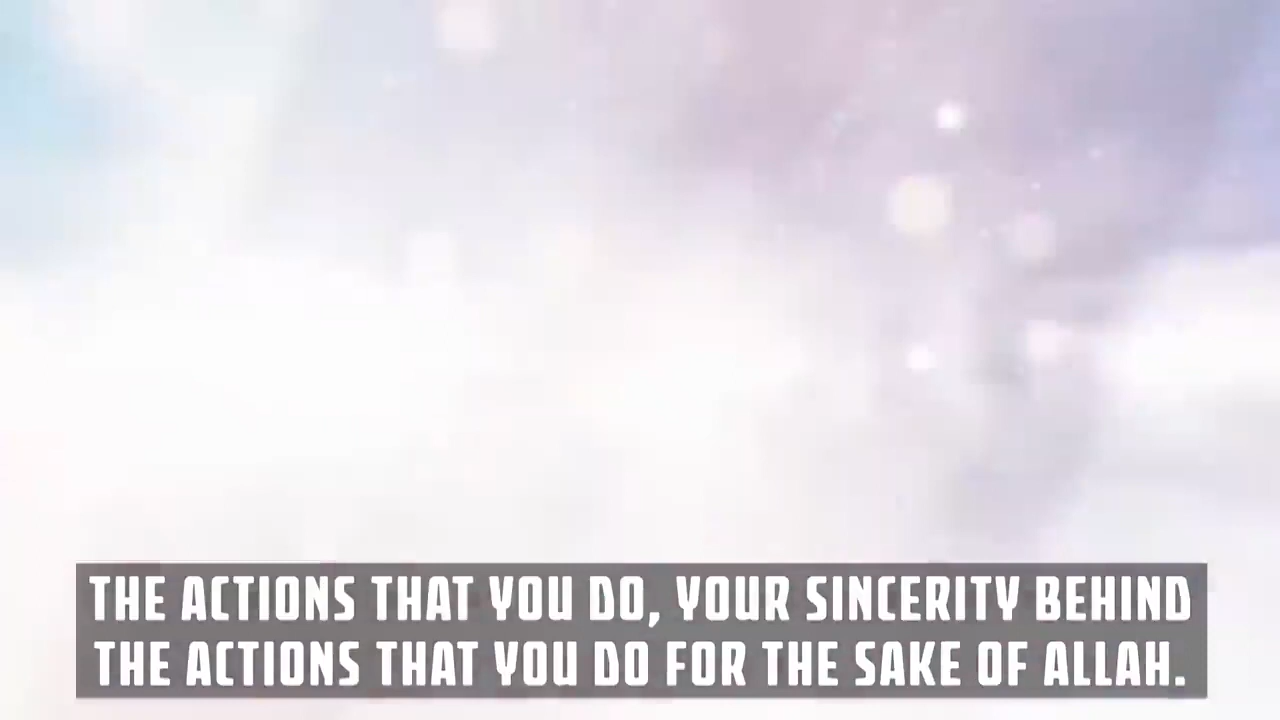 THE ACTIONS THAT YOU DO, YOUR SINCERITY BEHIND
THE ACTIONS THAT YOU DO FOR THE SAKE OF ALLAH.